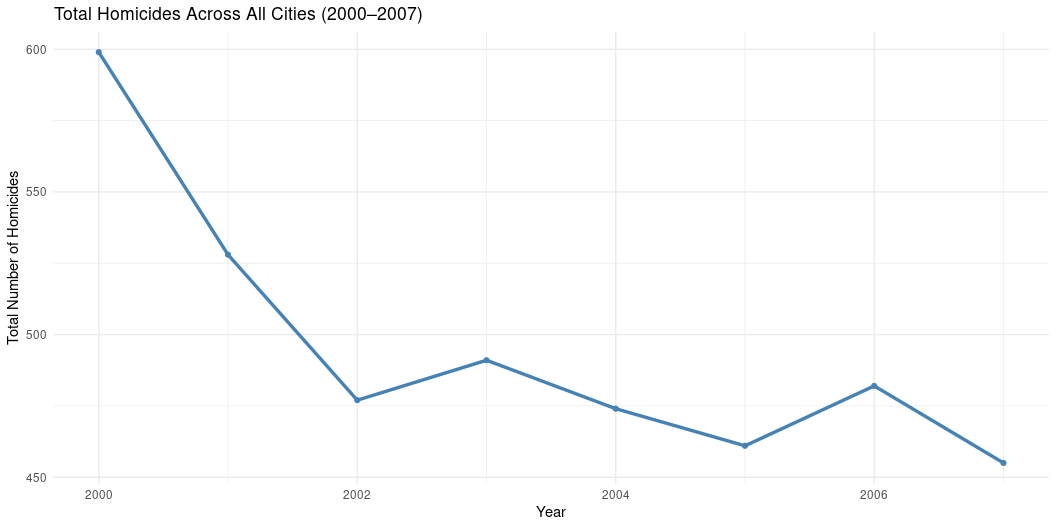 Total Homicides Across All Cities (2000–2007)
Total Number of Homicides
600
550
500
450
2000
2002
2004
2006
Year